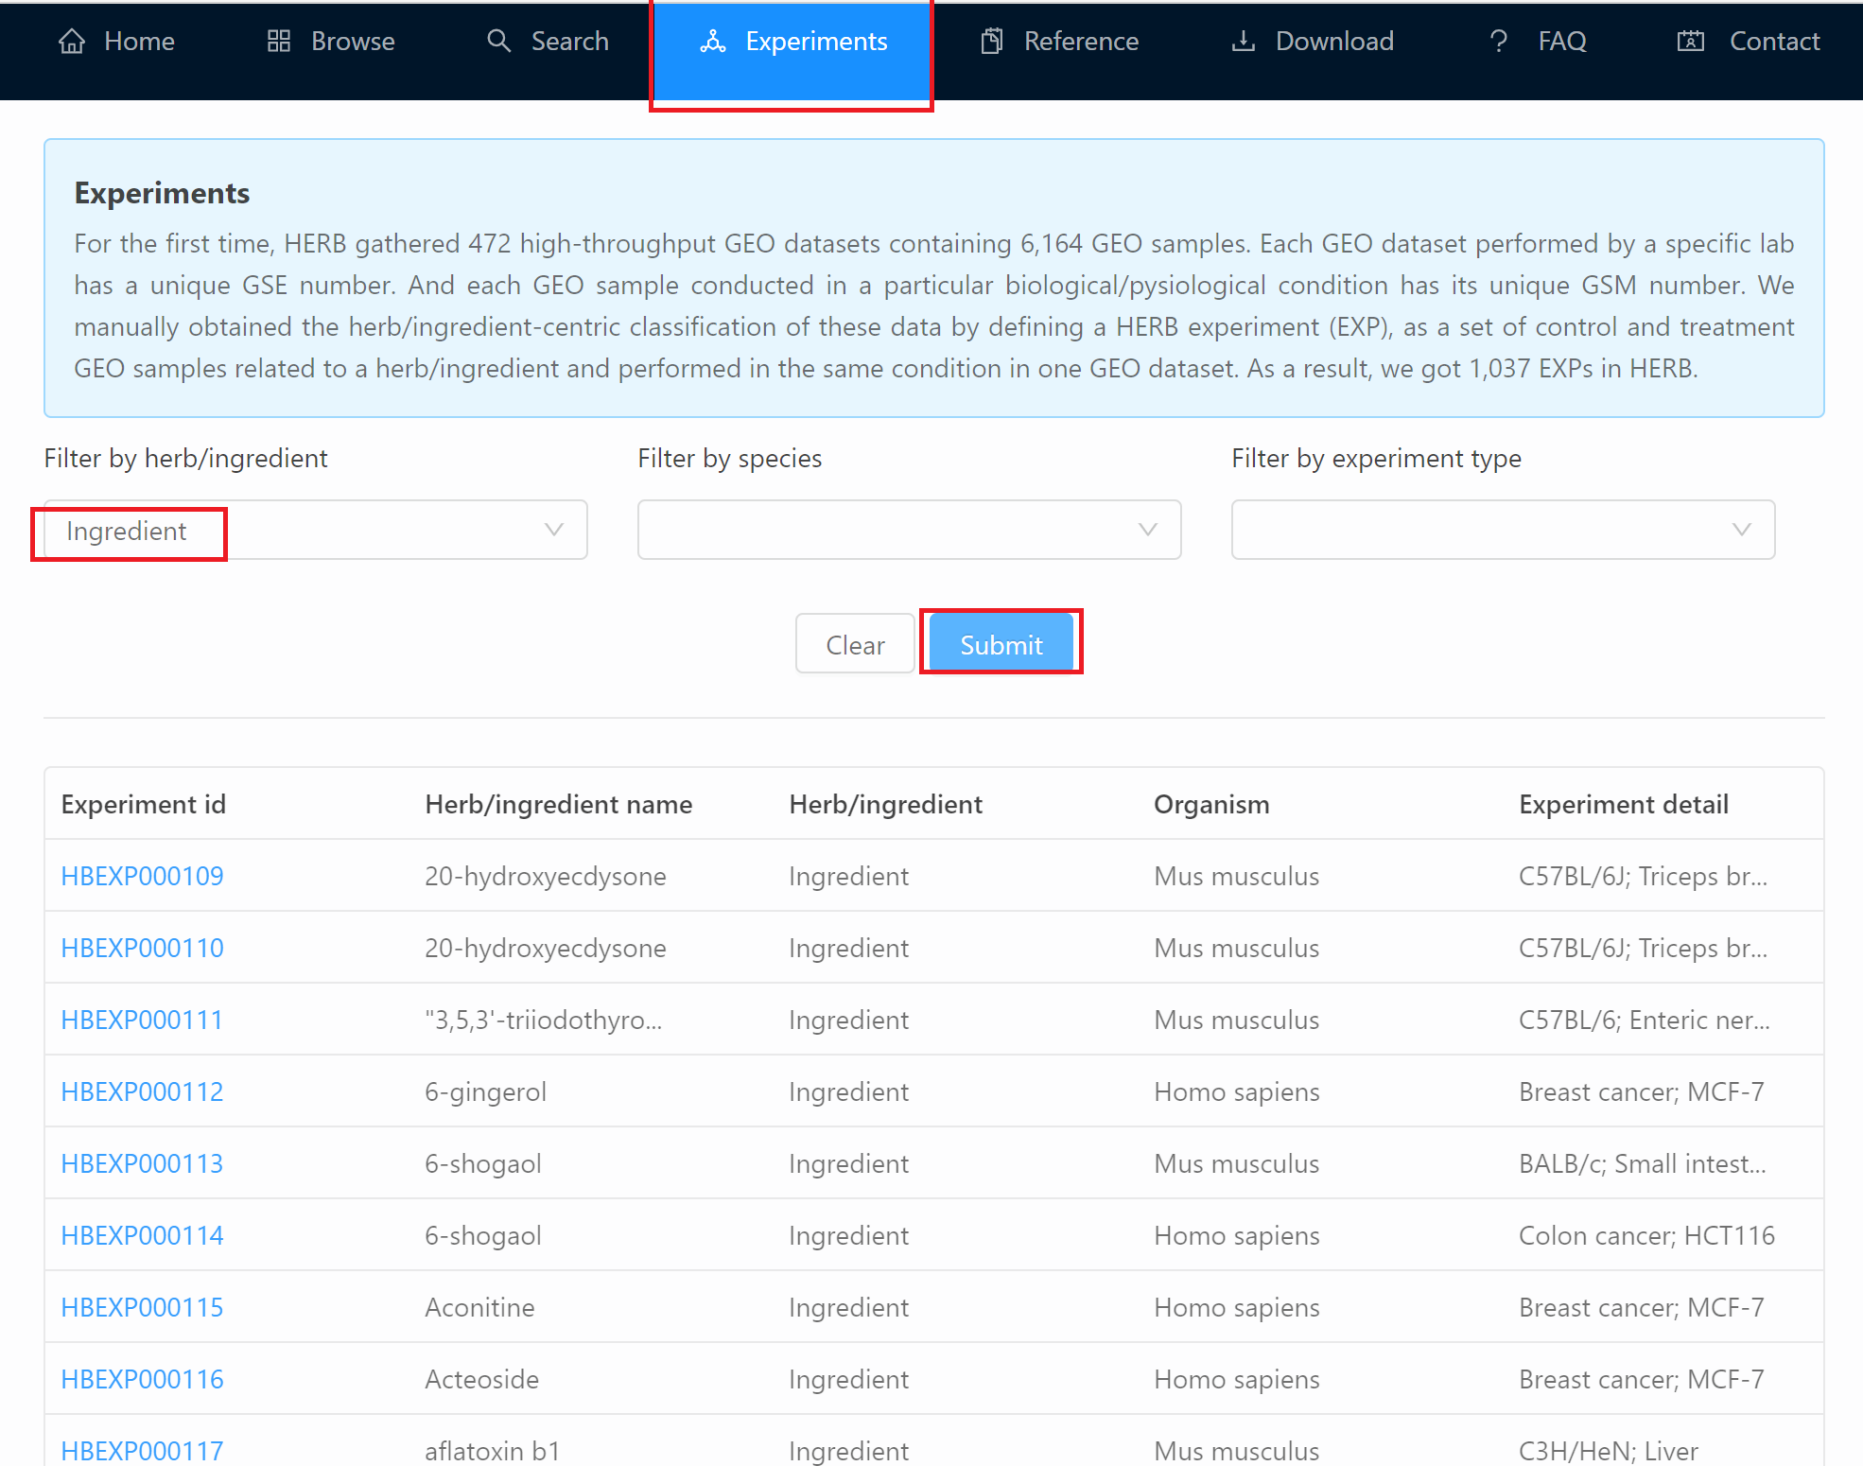 Home Browse Search Experiments Reference Download ? FAQ Contact
Experiments
For the first time, HERB gathered 472 high-throughput GEO datasets containing 6,164 GEO samples. Each GEO dataset performed by a specific lab
has a unique GSE number. And each GEO sample conducted in a particular biological/pysiological condition has its unique GSM number. We
manually obtained the herb/ingredient-centric classification of these data by defining a HERB experiment (EXP), as a set of control and treatment
GEO samples related to a herb/ingredient and performed in the same condition in one GEO dataset. As a result, we got 1,037 EXPs in HERB.
Filter by herb/ingredient Filter by species Filter by experiment type
Ingredient
Clear Submit
Experiment id Herb/ingredient name Herb/ingredient Organism Experiment detail
HBEXP000109 20-hydroxyecdysone Ingredient Mus musculus C57BL/6J; Triceps br...
HBEXP000110 20-hydroxyecdysone Ingredient Mus musculus C57BL/6J; Triceps br...
HBEXP000111 "3,5,3'-triiodothyro... Ingredient Mus musculus C57BL/6; Enteric ner...
HBEXP000112 6-gingerol Ingredient Homo sapiens Breast cancer; MCF-7
HBEXP000113 6-shogaol Ingredient Mus musculus BALB/c; Small intest...
HBEXP000114 6-shogaol Ingredient Homo sapiens Colon cancer; HCT116
HBEXP000115 Aconitine Ingredient Homo sapiens Breast cancer; MCF-7
HBEXP000116 Acteoside Ingredient Homo sapiens Breast cancer; MCF-7
HBEXP000117 aflatoxin b1 Ingredient Mus musculus C3H/HeN; Liver